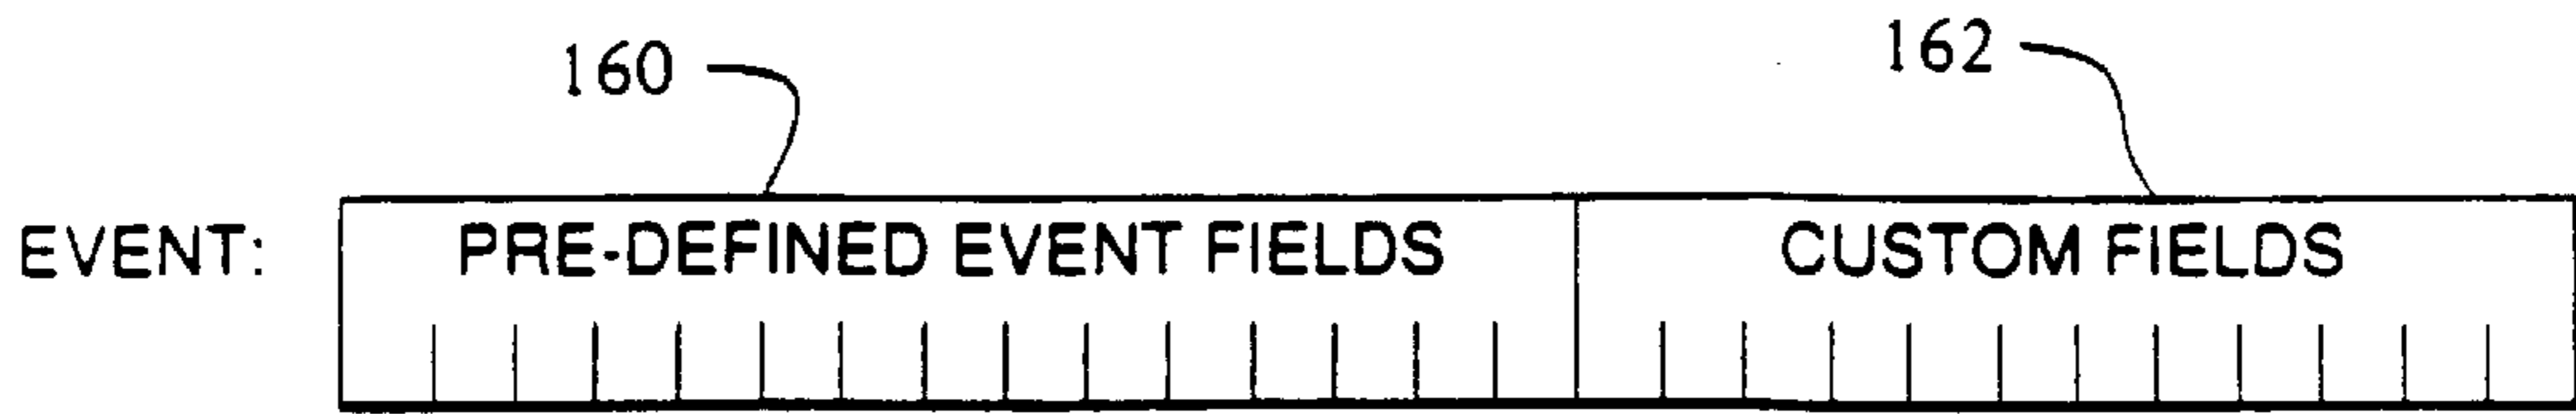 160
162
EVENT: PRE-DEFINED EVENT FIELDS CUSTOM FIELDS